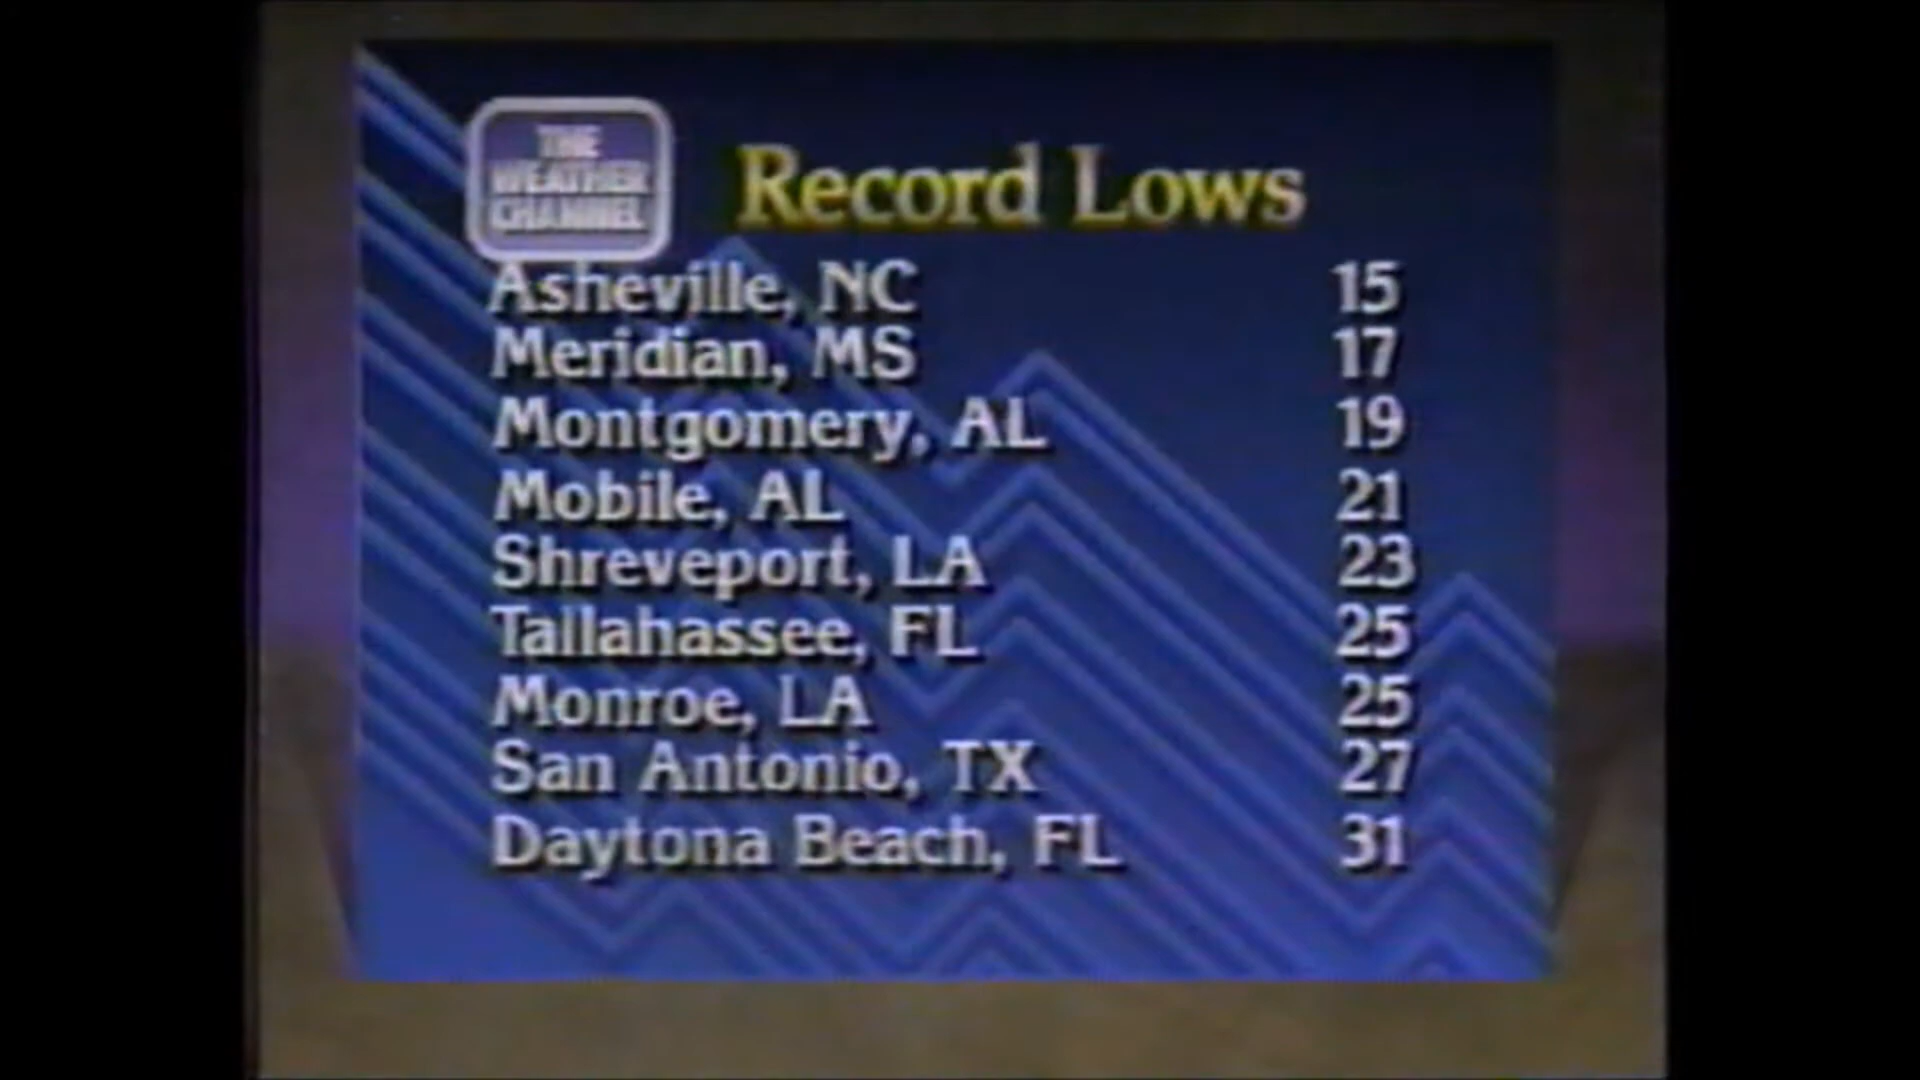 THE
WEATHER
CHANNEL
Record Lows
Asheville, NC 15
Meridian, MS 17
Montgomery, AL 19
Mobile, AL 21
Shreveport, LA 23
Tallahassee, FL 25
Monroe, LA 25
San Antonio, TX 27
Daytona Beach, FL 31